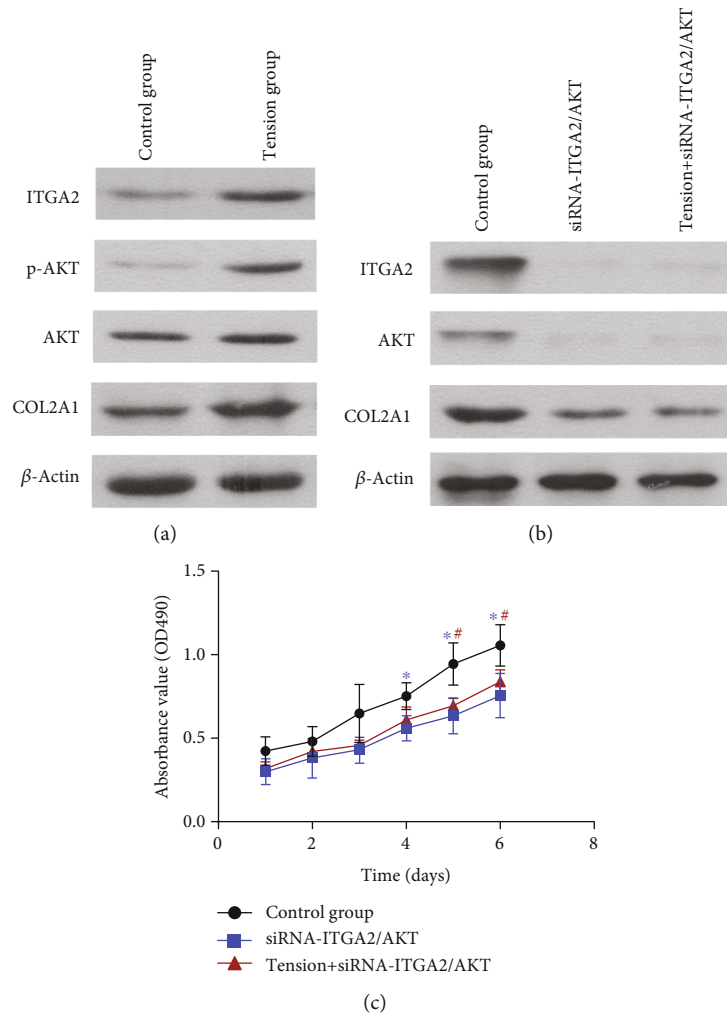 Control group
Tension group
ITGA2
p-AKT
AKT
COL2A1
β-Actin
(a)
Control group
siRNA-ITGA2/AKT
Tension+siRNA-ITGA2/AKT
ITGA2
AKT
COL2A1
β-Actin
(b)
1.5
1.0
0.5
0.0
Absorbance value (OD490)
* * # * #
0 2 4 6 8
Time (days)
Control group
siRNA-ITGA2/AKT
Tension+siRNA-ITGA2/AKT
(c)